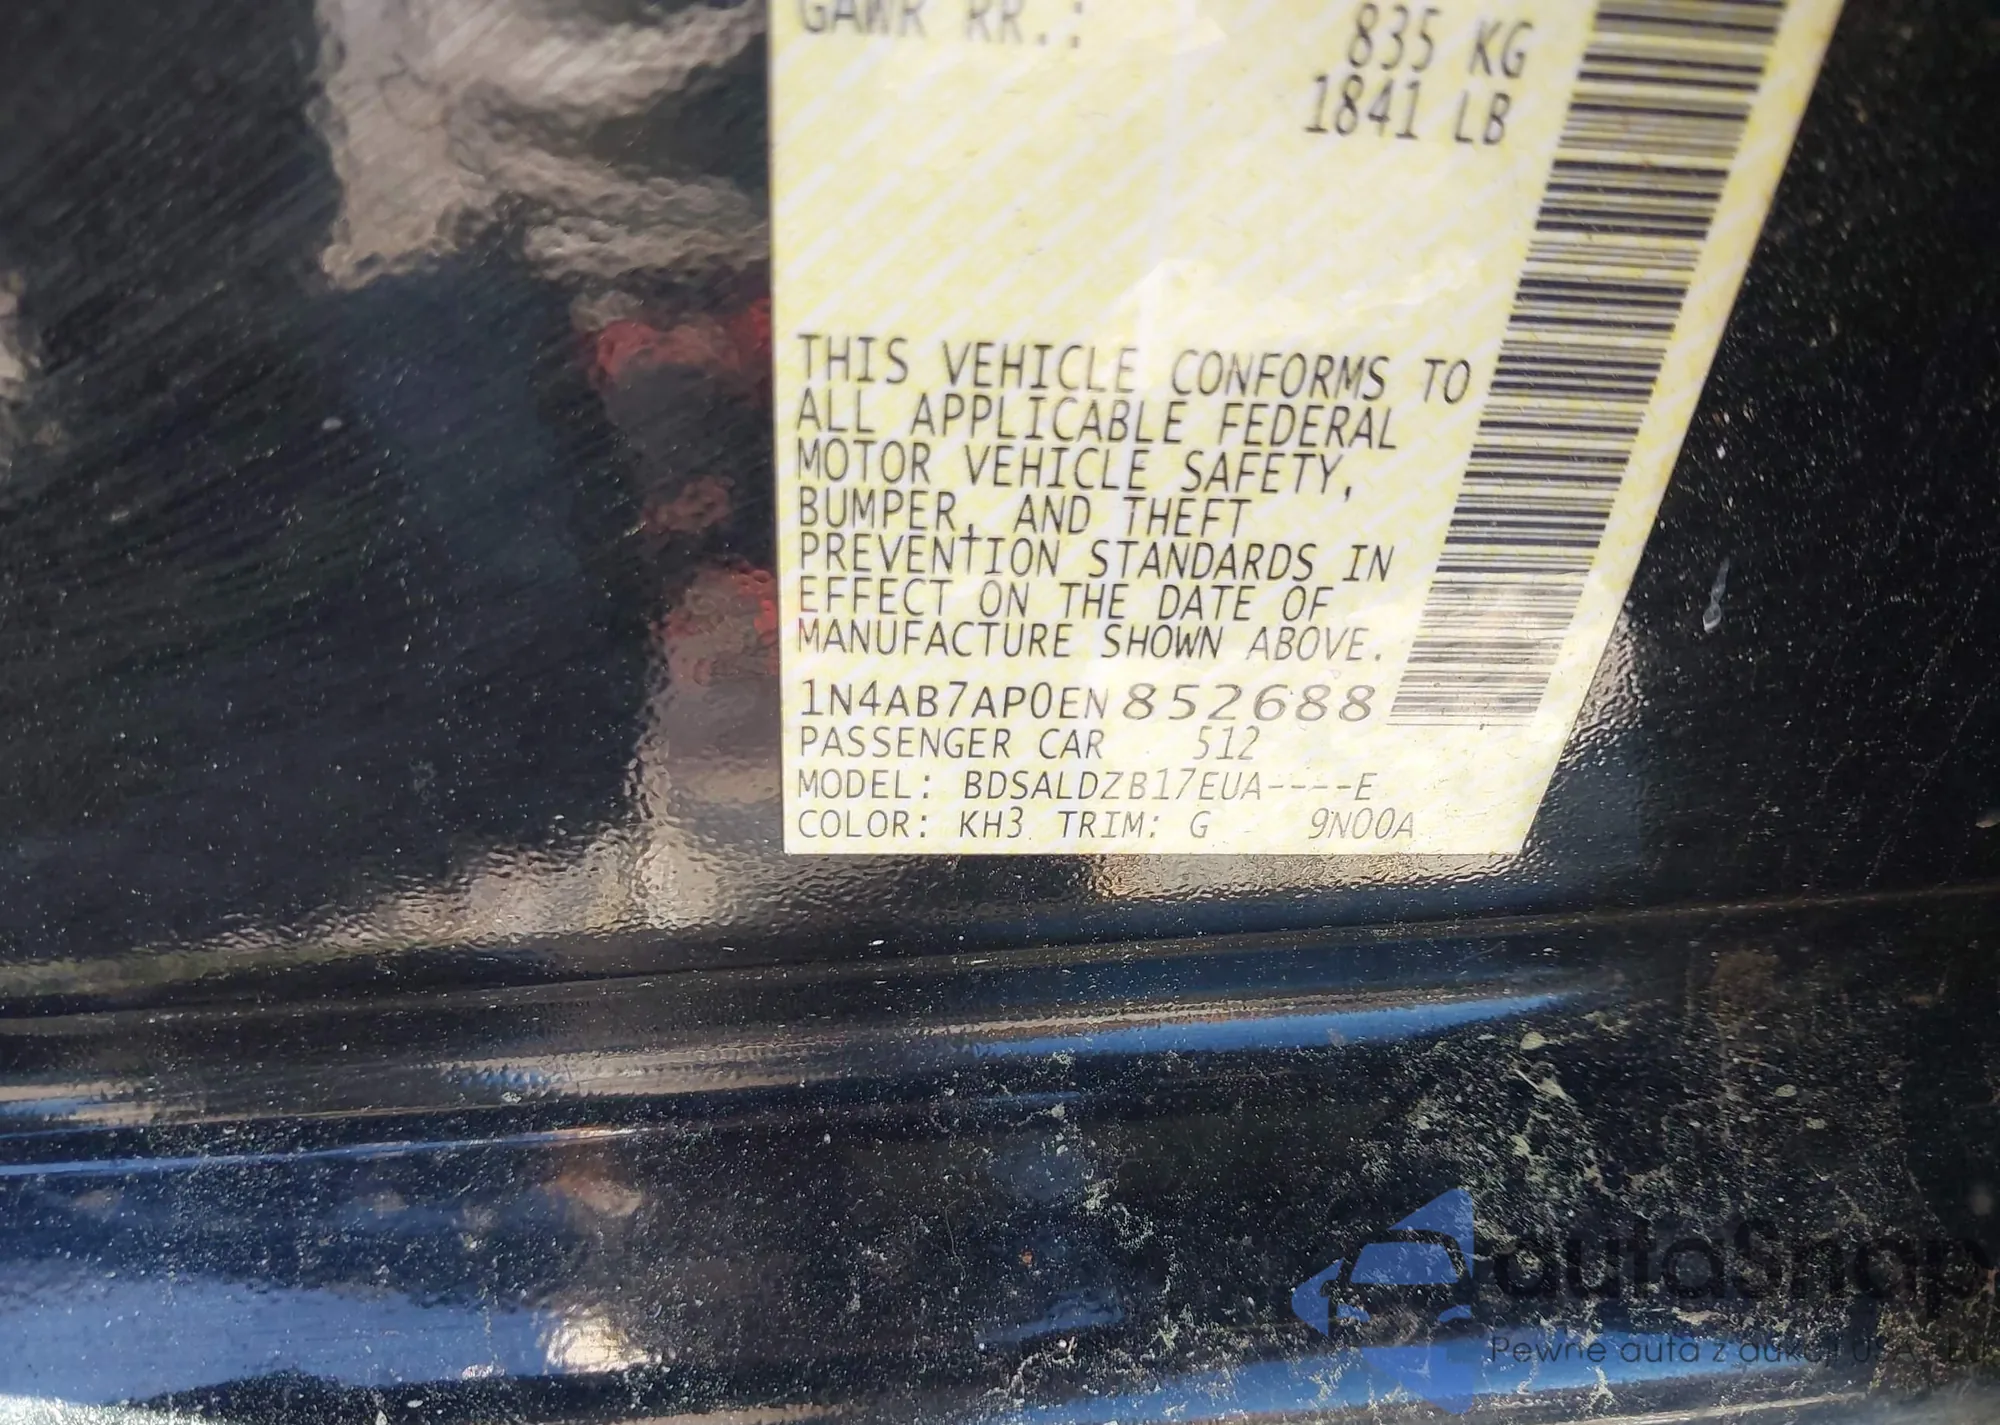 GAWR RR.:
835 KG
1841 LB
THIS VEHICLE CONFORMS TO
ALL APPLICABLE FEDERAL
MOTOR VEHICLE SAFETY,
BUMPER, AND THEFT
PREVENTION STANDARDS IN
EFFECT ON THE DATE OF
MANUFACTURE SHOWN ABOVE.
1N4AB7AP0EN852688
PASSENGER CAR 512
MODEL: BDSALDZB17EUA----E
COLOR: KH3 TRIM: G 9N00A
autoSnap
Pewne auta z aukcji USA